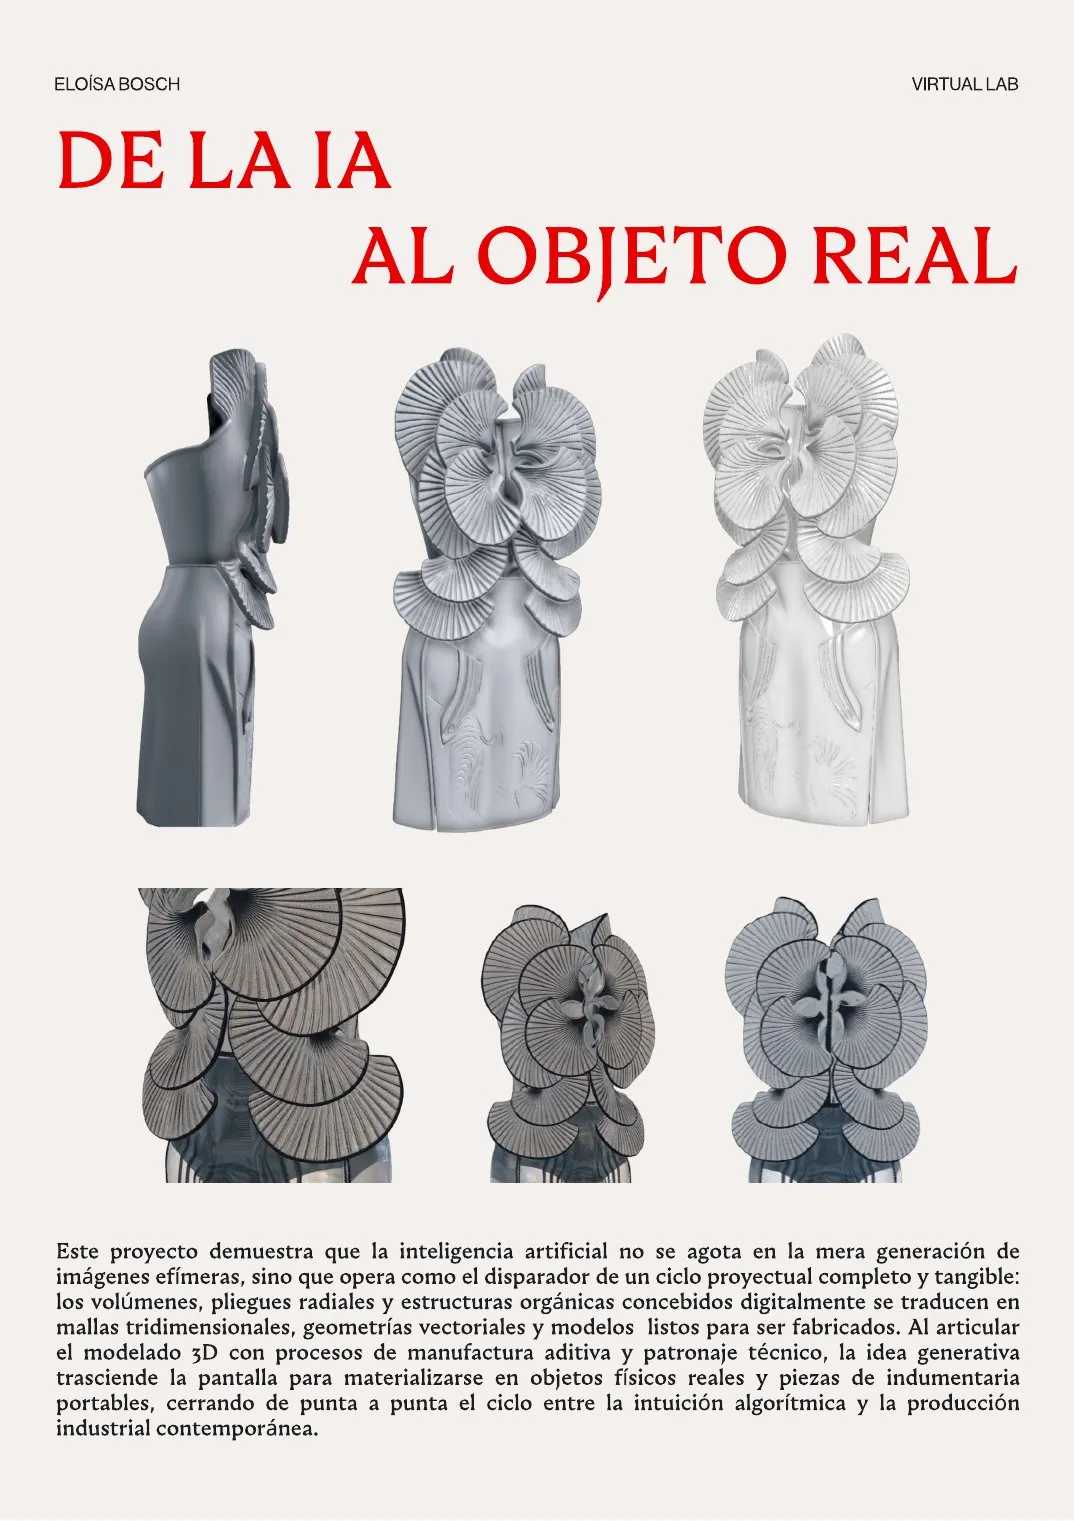 ELOÍSA BOSCH
VIRTUAL LAB
DE LA IA
AL OBJETO REAL
Este proyecto demuestra que la inteligencia artificial no se agota en la mera generación de
imágenes efímeras, sino que opera como el disparador de un ciclo proyectual completo y tangible:
los volúmenes, pliegues radiales y estructuras orgánicas concebidos digitalmente se traducen en
mallas tridimensionales, geometrías vectoriales y modelos listos para ser fabricados. Al articular
el modelado 3D con procesos de manufactura aditiva y patronaje técnico, la idea generativa
trasciende la pantalla para materializarse en objetos físicos reales y piezas de indumentaria
portables, cerrando de punta a punta el ciclo entre la intuición algorítmica y la producción
industrial contemporánea.